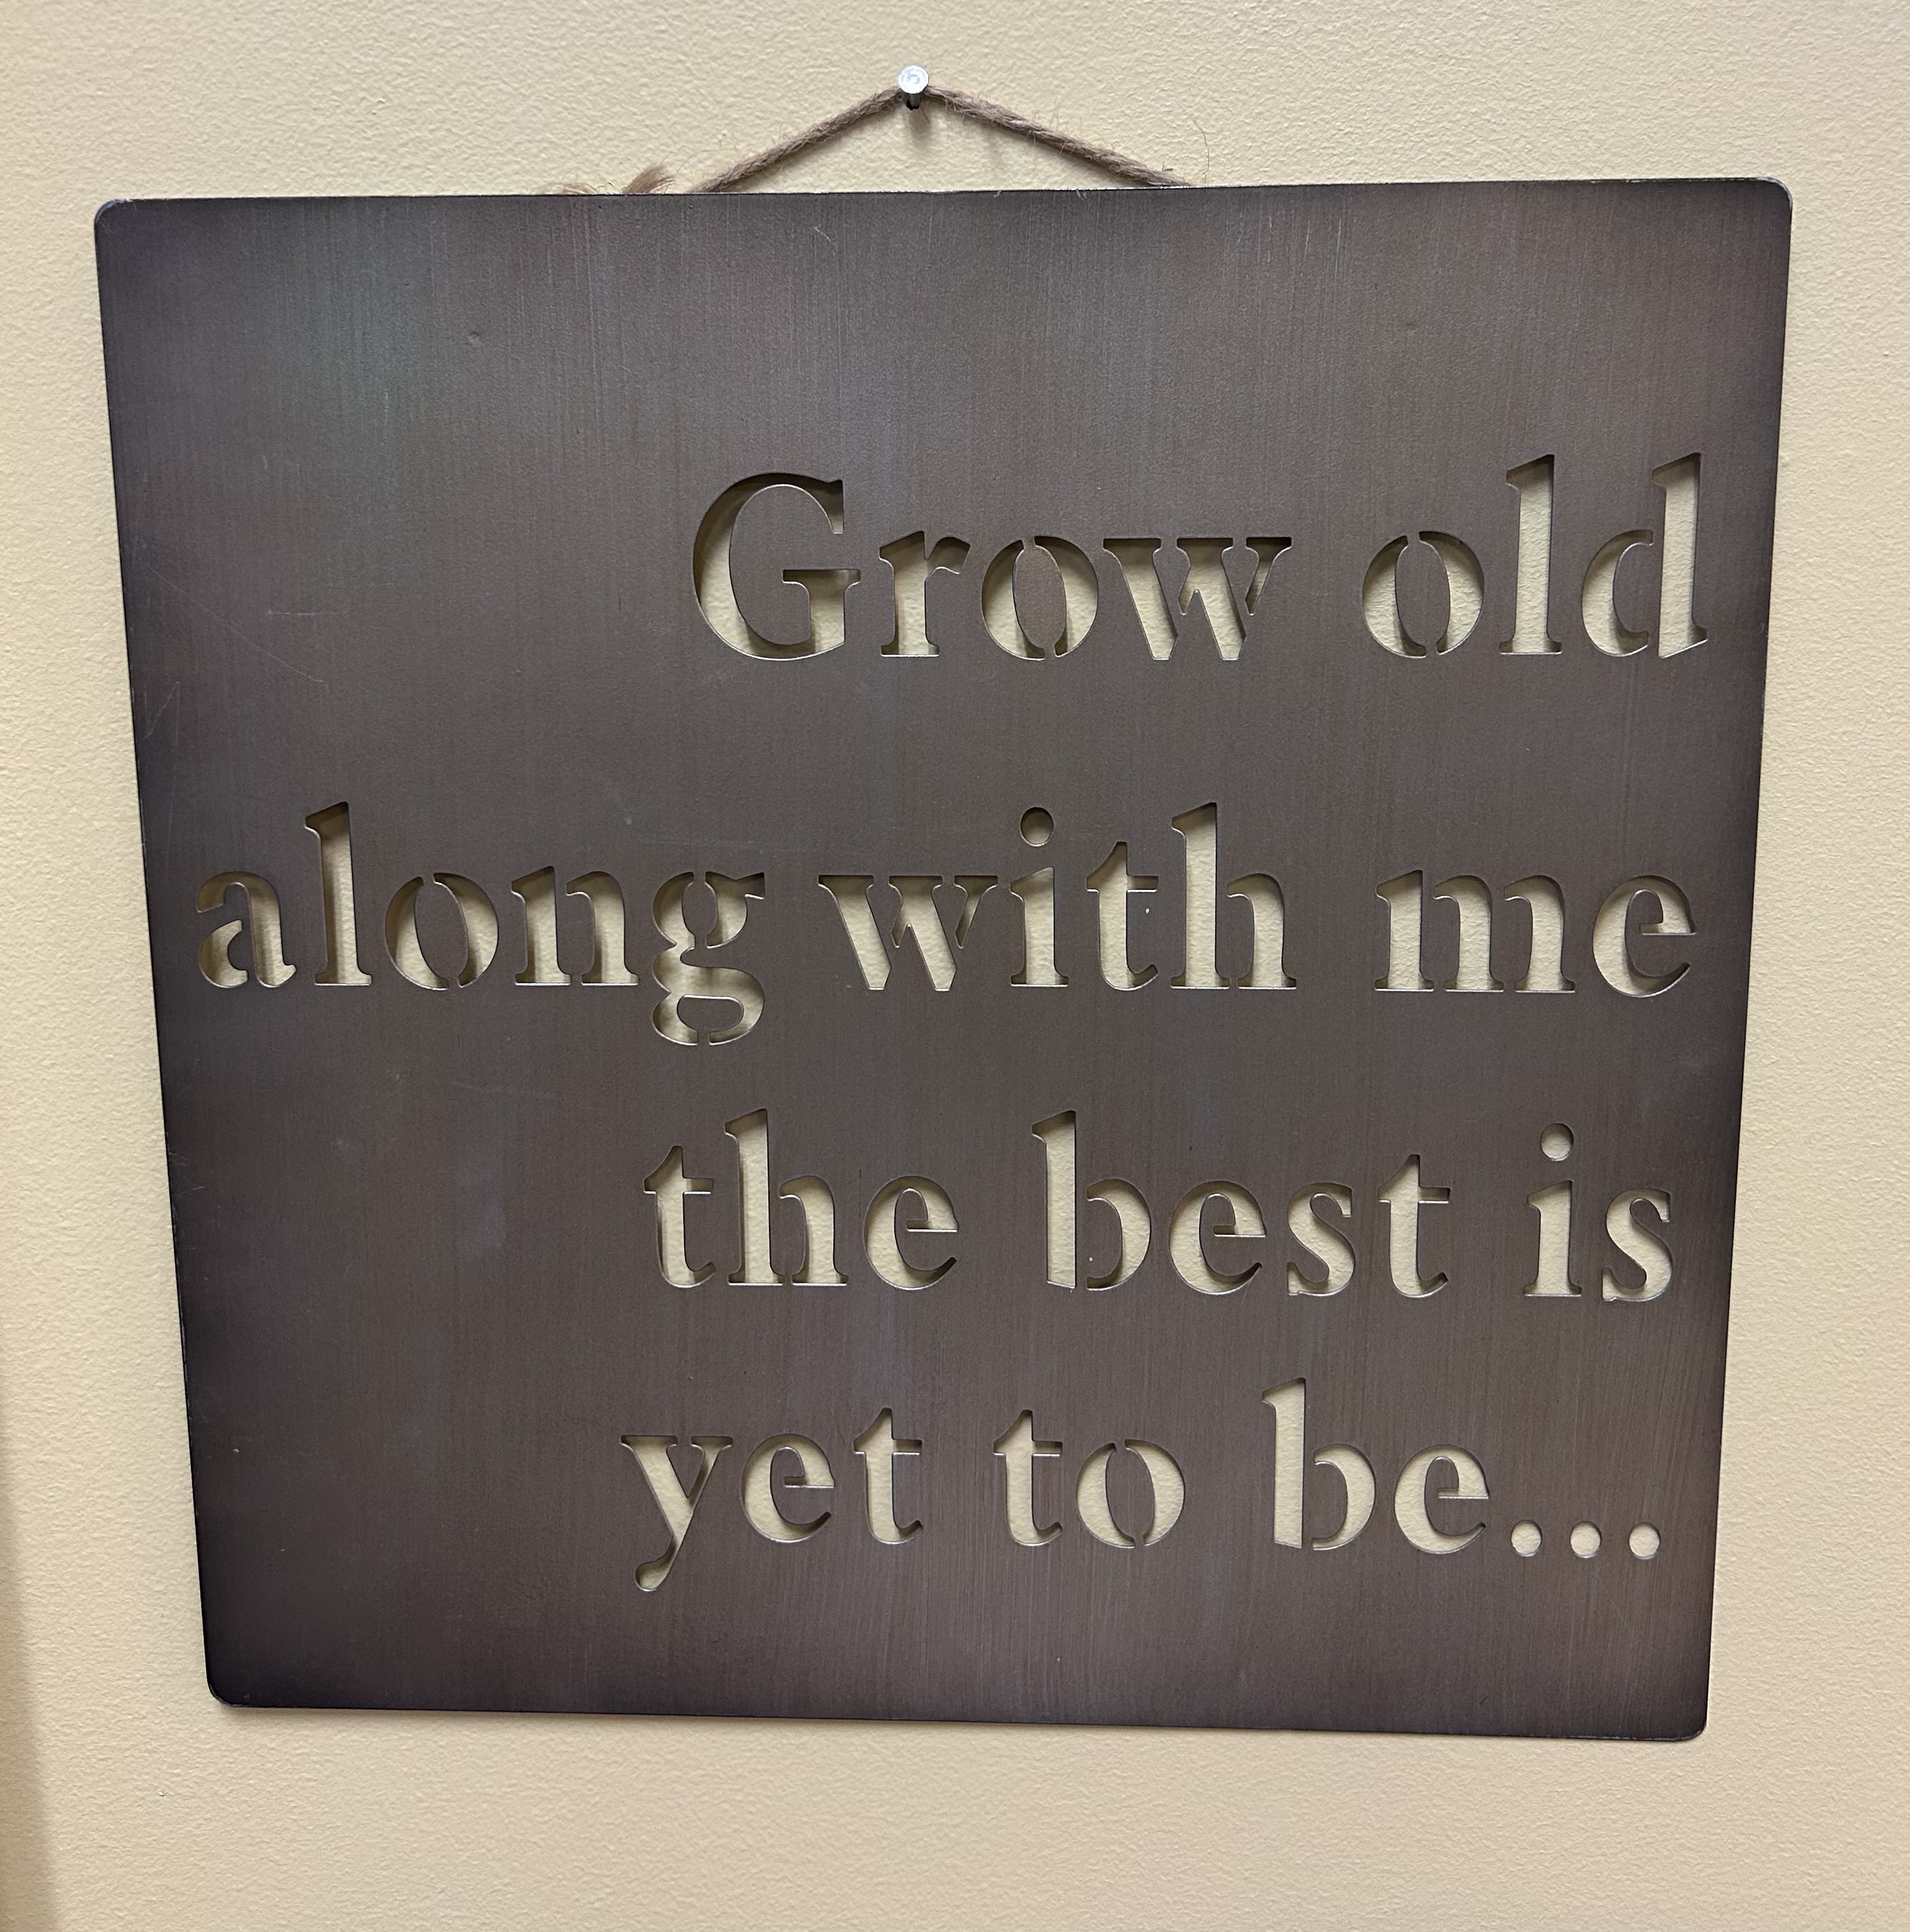 Grow old
along with me
the best is
yet to be...